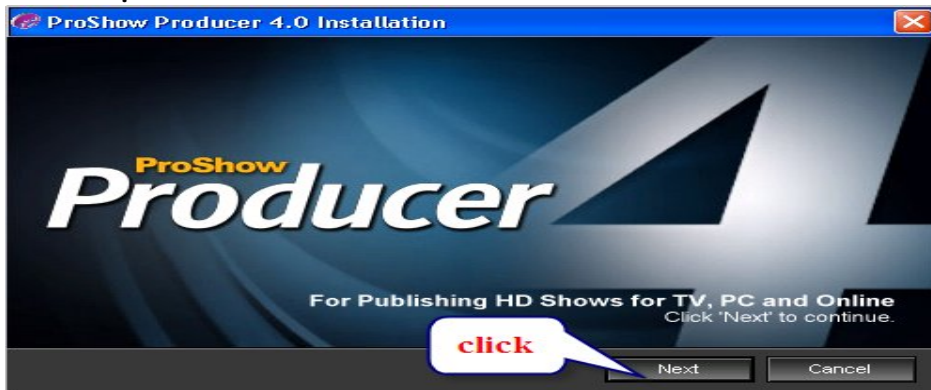 ProShow Producer 4.0 Installation
ProShow
Producer 4
For Publishing HD Shows for TV, PC and Online
Click 'Next' to continue.
click
Next Cancel